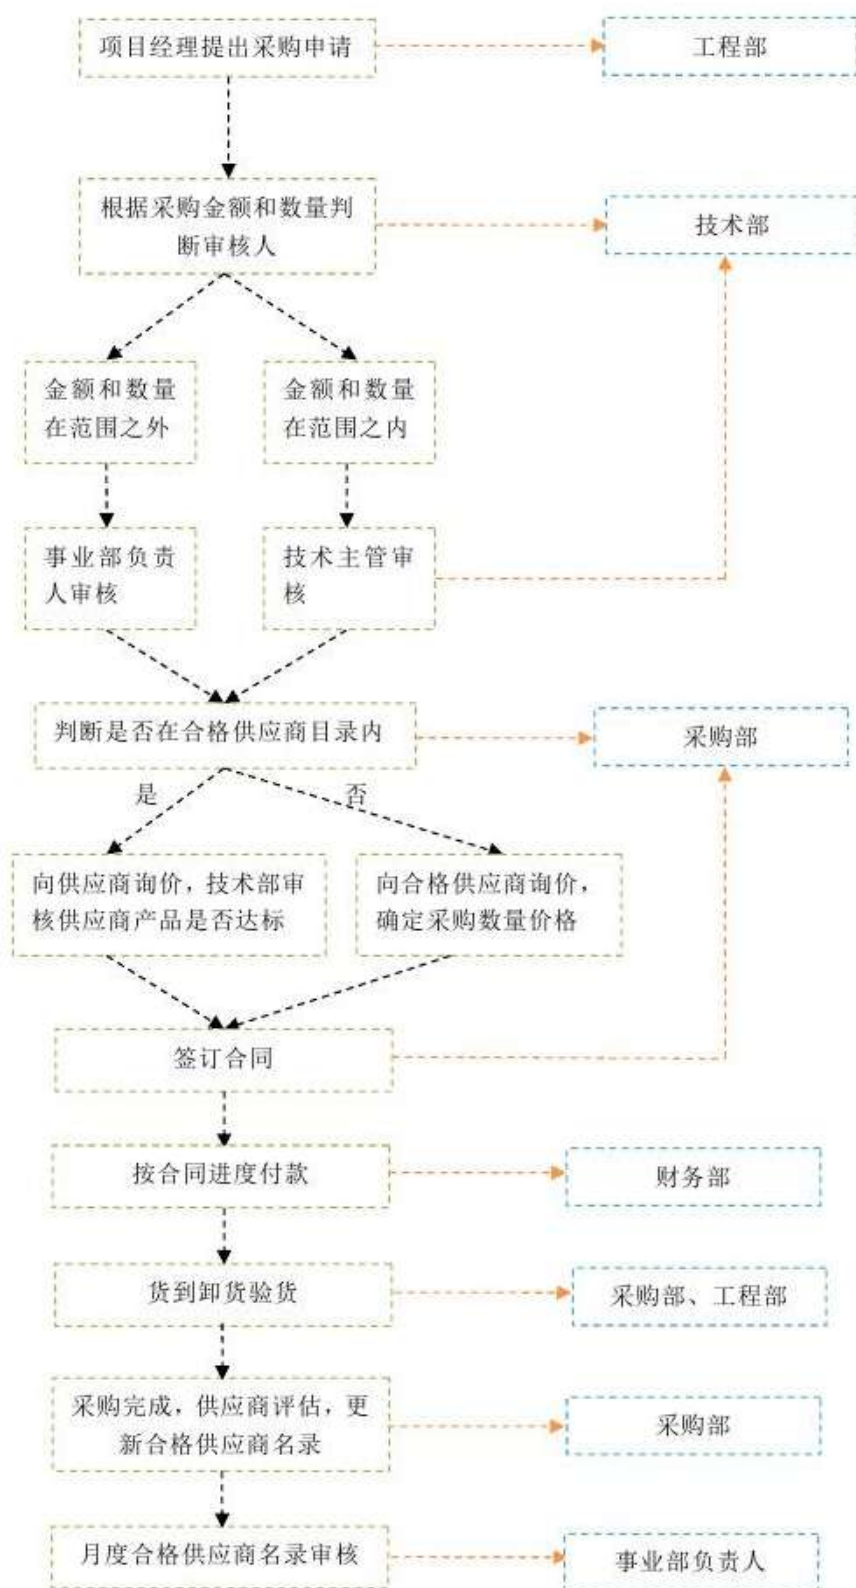 项目经理提出采购申请
工程部
根据采购金额和数量判
断审核人
技术部
金额和数量
在范围之外
金额和数量
在范围之内
事业部负责
人审核
技术主管审
核
判断是否在合格供应商目录内
采购部
是
否
向供应商询价，技术部审
核供应商产品是否达标
向合格供应商询价，
确定采购数量价格
签订合同
按合同进度付款
财务部
货到卸货验货
采购部、工程部
采购完成，供应商评估，更
新合格供应商名录
采购部
月度合格供应商名录审核
事业部负责人